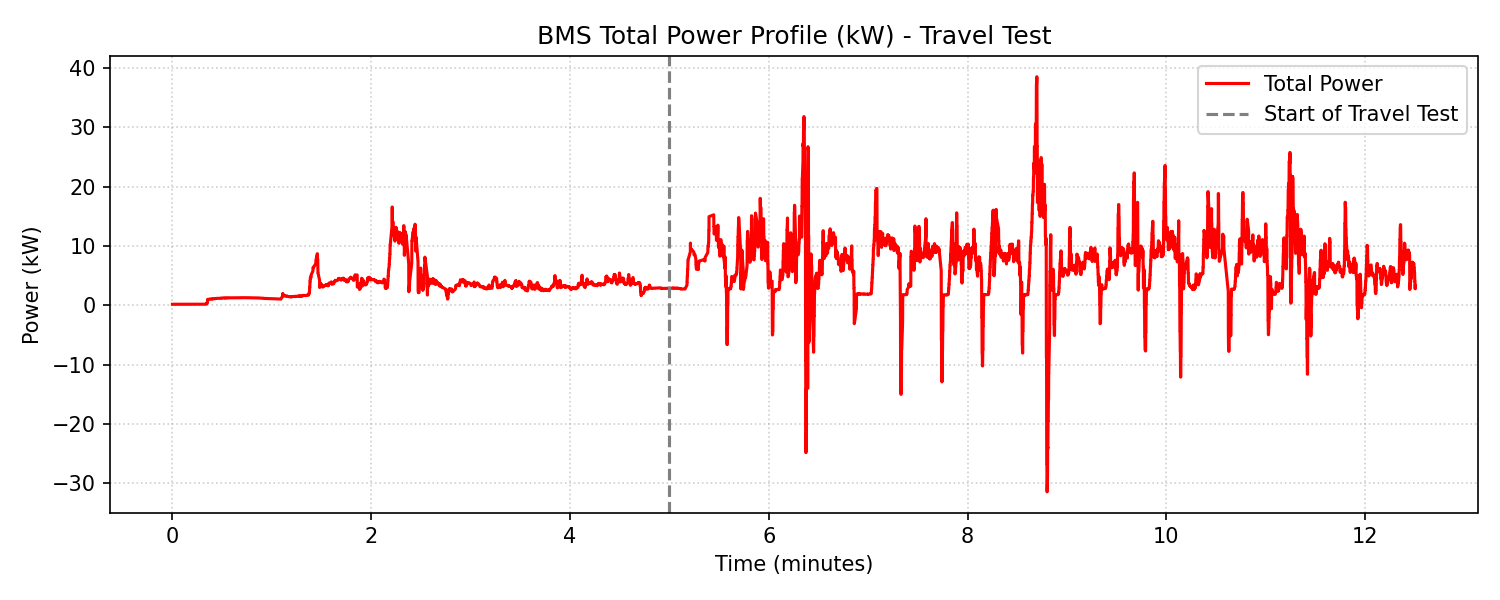 BMS Total Power Profile (kW) - Travel Test
Total Power
Start of Travel Test
Power (kW)
40
30
20
10
0
−10
−20
−30
0 2 4 6 8 10 12
Time (minutes)